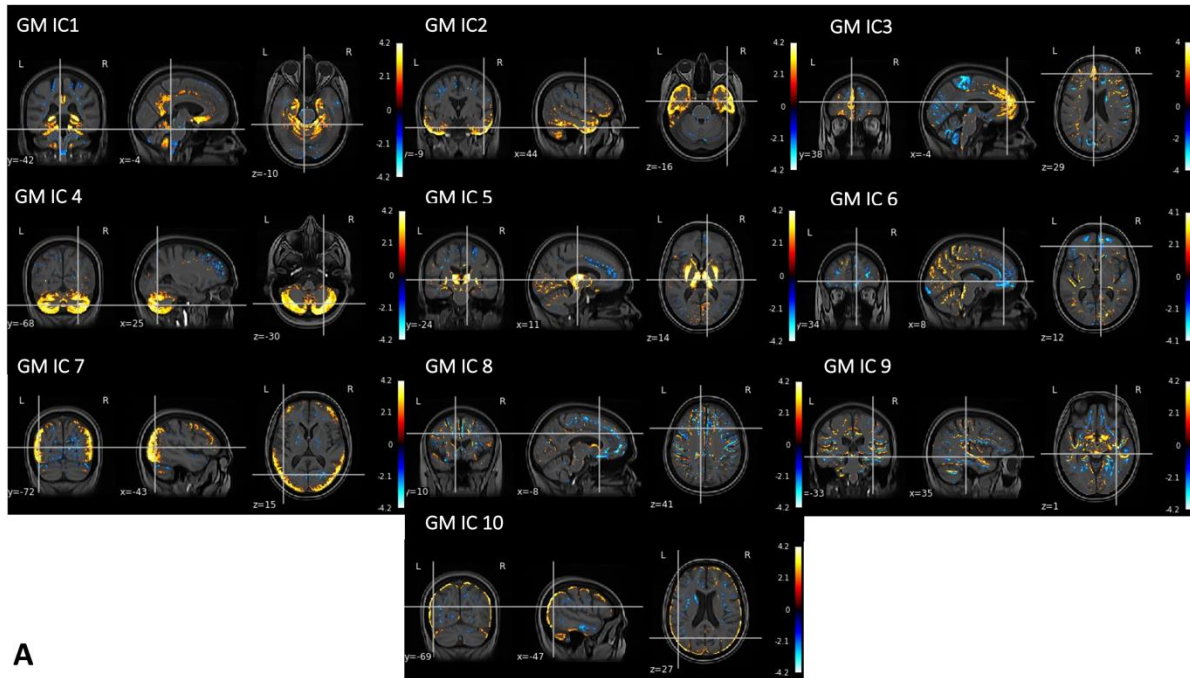 GM IC1
L R
L R
y=-42
x=-4
z=-10
4.2
2.1
0
-2.1
-4.2
GM IC2
L R
L R
y=-9
x=44
z=-16
4.2
2.1
0
-2.1
-4.2
GM IC3
L R
L R
y=38
x=-4
z=29
4
2
0
-2
-4
GM IC 4
L R
L R
y=-68
x=25
z=-30
4.2
2.1
0
-2.1
-4.2
GM IC 5
L R
L R
y=-24
x=11
z=14
4.2
2.1
0
-2.1
-4.2
GM IC 6
L R
L R
y=34
x=8
z=12
4.1
2.1
0
-2.1
-4.1
GM IC 7
L R
L R
y=-72
x=-43
z=15
4.2
2.1
0
-2.1
-4.2
GM IC 8
L R
L R
y=10
x=-8
z=41
4.2
2.1
0
-2.1
-4.2
GM IC 9
L R
L R
=-33
x=35
z=1
4.2
2.1
0
-2.1
-4.2
GM IC 10
L R
L R
y=-69
x=-47
z=27
4.2
2.1
0
-2.1
-4.2
A